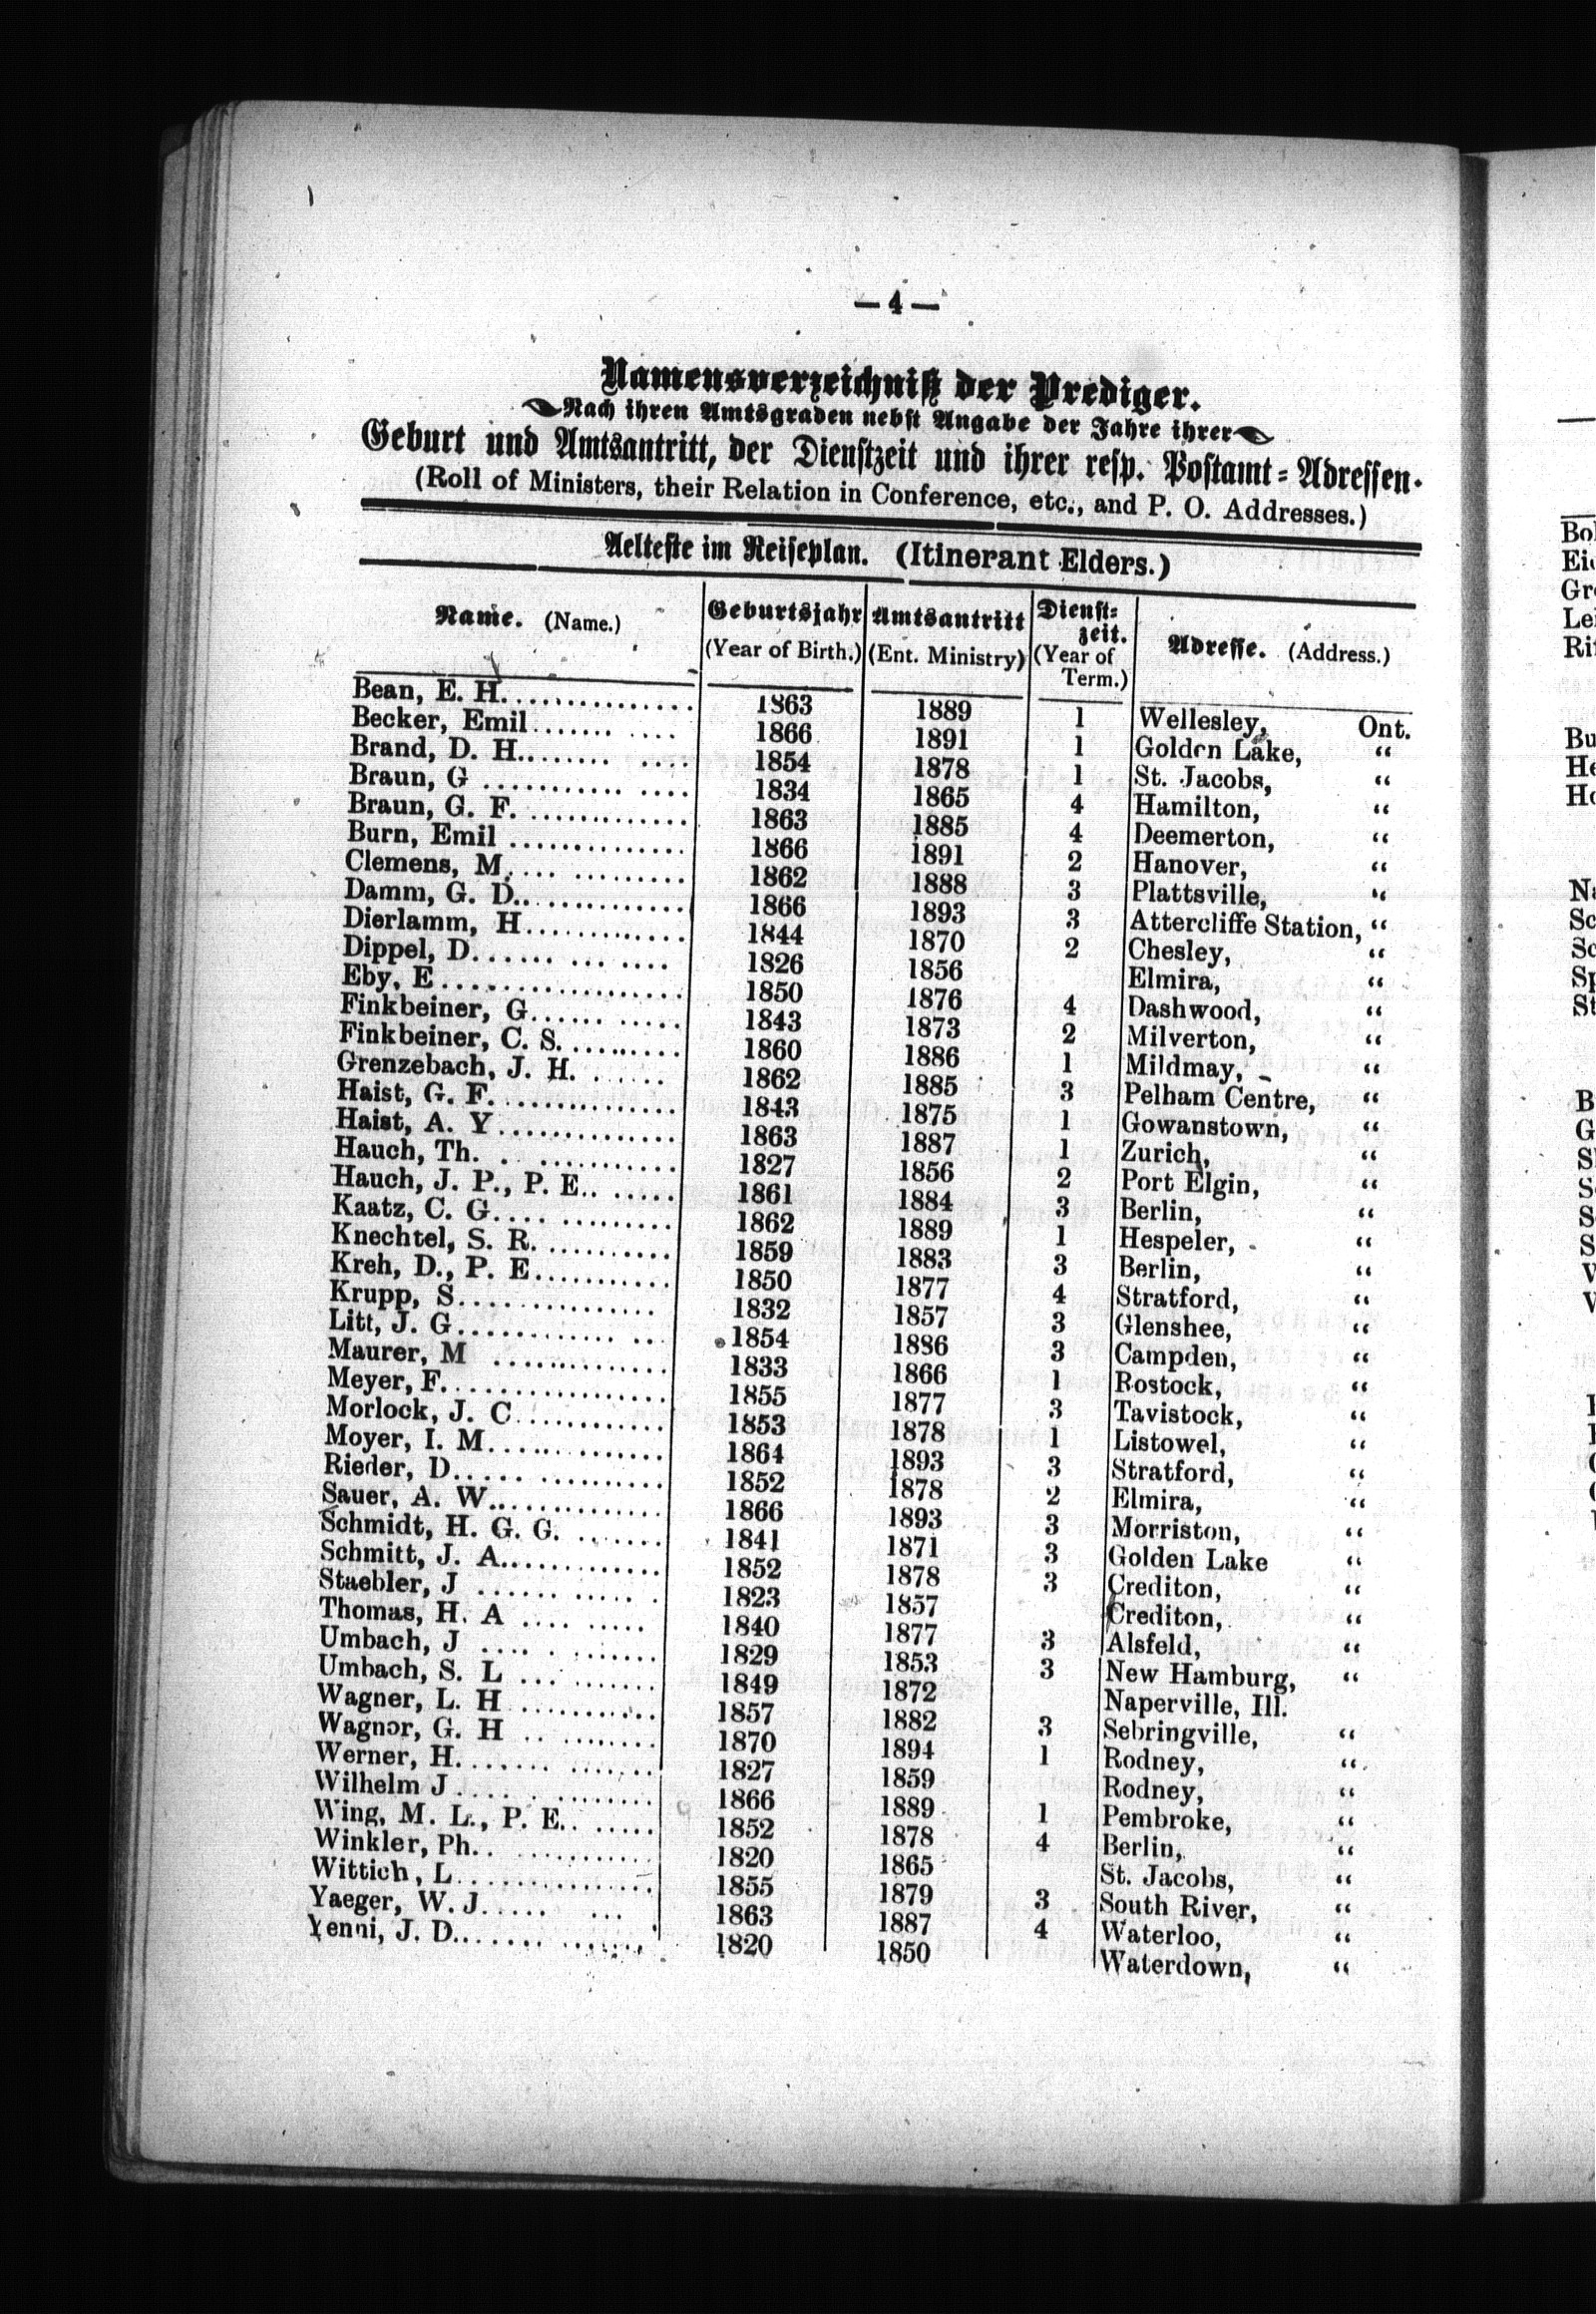 — 4 —
Namensverzeichniß der Prediger.
Nach ihren Amtsgraden nebst Angabe der Jahre ihrer
Geburt und Amtsantritt, der Dienstzeit und ihrer resp. Postamt-Adressen.
(Roll of Ministers, their Relation in Conference, etc., and P. O. Addresses.)
Aelteste im Reiseplan. (Itinerant Elders.)
Name. (Name.) Geburtsjahr (Year of Birth.) Amtsantritt (Ent. Ministry) Dienst-zeit. (Year of Term.) Adresse. (Address.)
Bean, E. H. 1863 1889 1 Wellesley, Ont.
Becker, Emil 1866 1891 1 Golden Lake, “
Brand, D. H. 1854 1878 1 St. Jacobs, “
Braun, G 1834 1865 4 Hamilton, “
Braun, G. F. 1863 1885 4 Deemerton, “
Burn, Emil 1866 1891 2 Hanover, “
Clemens, M. 1862 1888 3 Plattsville, “
Damm, G. D. 1866 1893 3 Attercliffe Station, “
Dierlamm, H. 1844 1870 2 Chesley, “
Dippel, D. 1826 1856 Elmira, “
Eby, E. 1850 1876 4 Dashwood, “
Finkbeiner, G. 1843 1873 2 Milverton, “
Finkbeiner, C. S. 1860 1886 1 Mildmay, “
Grenzebach, J. H. 1862 1885 3 Pelham Centre, “
Haist, G. F. 1843 1875 1 Gowanstown, “
Haist, A. Y. 1863 1887 1 Zurich, “
Hauch, Th. 1827 1856 2 Port Elgin, “
Hauch, J. P., P. E. 1861 1884 3 Berlin, “
Kaatz, C. G. 1862 1889 1 Hespeler, “
Knechtel, S. R. 1859 1883 3 Berlin, “
Kreh, D., P. E. 1850 1877 4 Stratford, “
Krupp, S. 1832 1857 3 Glenshee, “
Litt, J. G. 1854 1886 3 Campden, “
Maurer, M 1833 1866 1 Rostock, “
Meyer, F. 1855 1877 3 Tavistock, “
Morlock, J. C. 1853 1878 1 Listowel, “
Moyer, I. M. 1864 1893 3 Stratford, “
Rieder, D. 1852 1878 2 Elmira, “
Sauer, A. W. 1866 1893 3 Morriston, “
Schmidt, H. G. G. 1841 1871 3 Golden Lake “
Schmitt, J. A. 1852 1878 3 Crediton, “
Staebler, J 1823 1857 Crediton, “
Thomas, H. A 1840 1877 3 Alsfeld, “
Umbach, J 1829 1853 3 New Hamburg, “
Umbach, S. L 1849 1872 Naperville, Ill.
Wagner, L. H 1857 1882 3 Sebringville, “
Wagner, G. H 1870 1894 1 Rodney, “
Werner, H. 1827 1859 Rodney, “
Wilhelm J 1866 1889 1 Pembroke, “
Wing, M. L., P. E. 1852 1878 4 Berlin, “
Winkler, Ph. 1820 1865 St. Jacobs, “
Wittich, L. 1855 1879 3 South River, “
Yaeger, W. J. 1863 1887 4 Waterloo, “
Yenni, J. D. 1820 1850 Waterdown, “